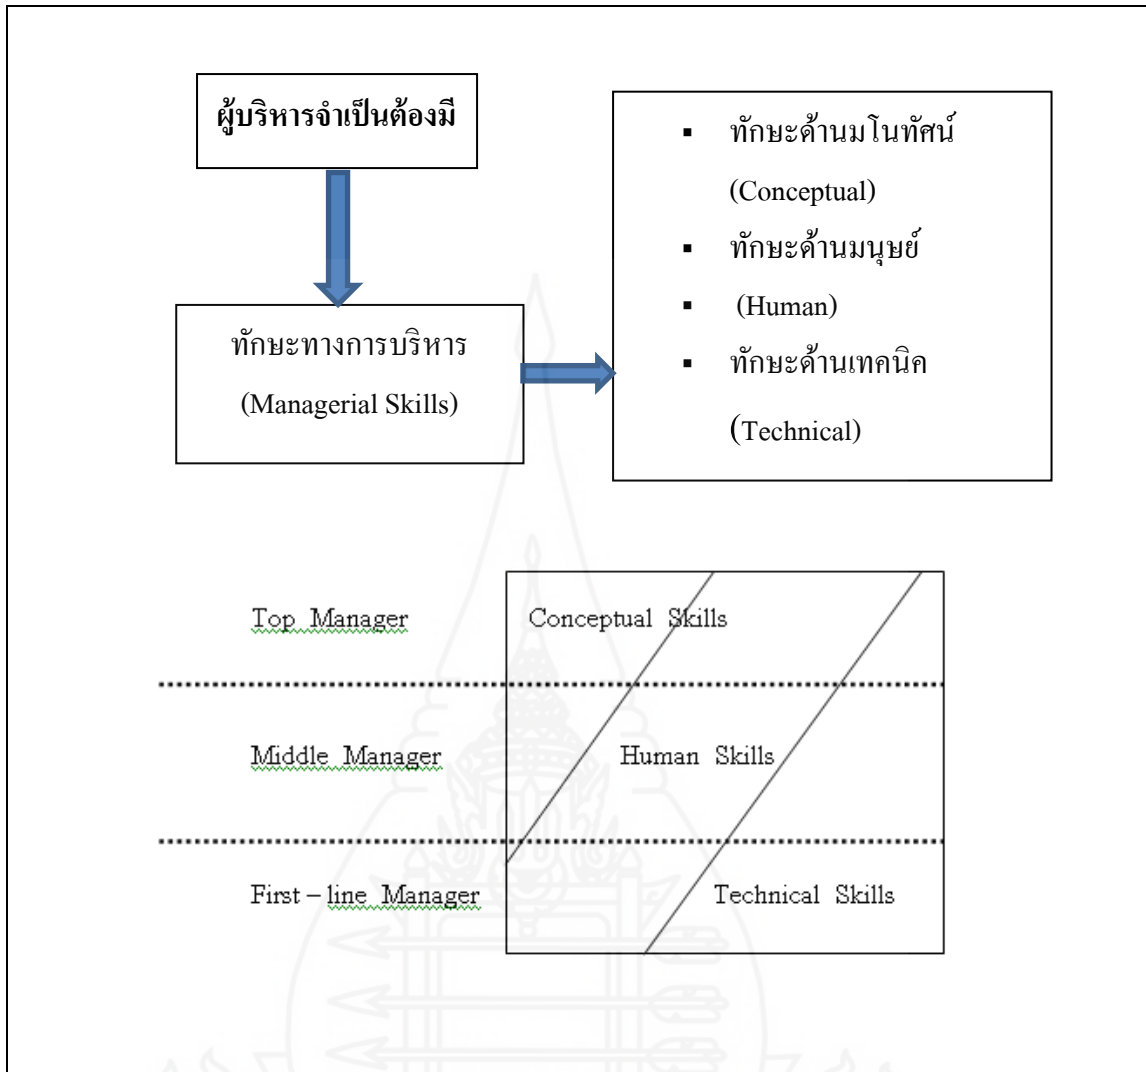 ผู้บริหารจำเป็นต้องมี
ทักษะทางการบริหาร
(Managerial Skills)
▪ ทักษะด้านมโนทัศน์
(Conceptual)
▪ ทักษะด้านมนุษย์
▪ (Human)
▪ ทักษะด้านเทคนิค
(Technical)
Top Manager
Conceptual Skills
Middle Manager
Human Skills
First – line Manager
Technical Skills